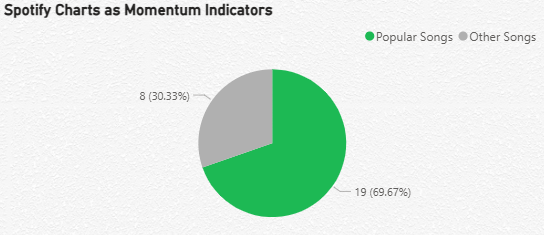 Spotify Charts as Momentum Indicators
Popular Songs Other Songs
8 (30.33%)
19 (69.67%)